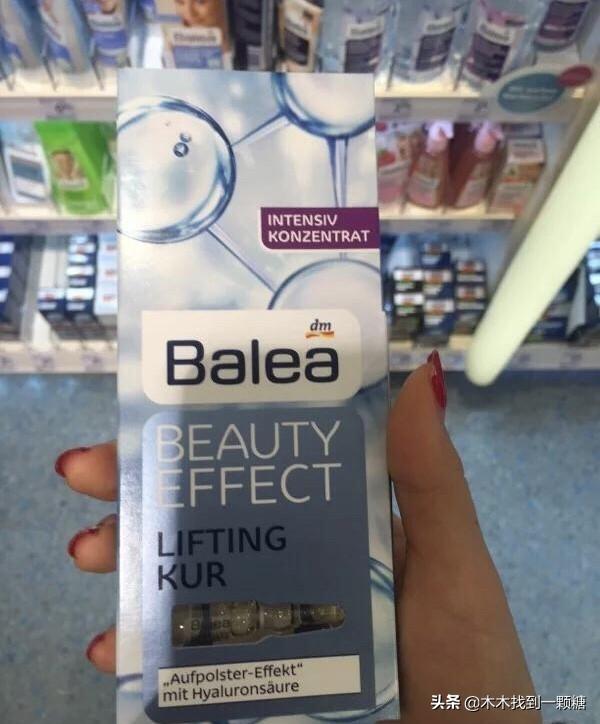 INTENSIV
KONZENTRAT
dm
Balea
BEAUTY
EFFECT
LIFTING
KUR
Balea
„Aufpolster-Effekt“
mit Hyaluronsäure
头条 @木木找到一颗糖